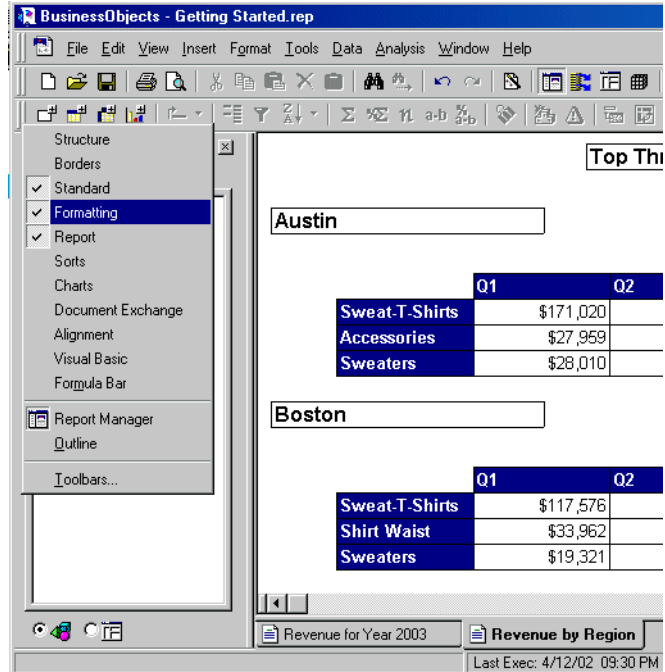 BusinessObjects - Getting Started.rep
File Edit View Insert Format Tools Data Analysis Window Help
Structure
Borders
Standard
Formatting
Report
Sorts
Charts
Document Exchange
Alignment
Visual Basic
Formula Bar
Report Manager
Outline
Toolbars...
Top Thr
Austin
Q1 Q2
Sweat-T-Shirts $171,020
Accessories $27,959
Sweaters $28,010
Boston
Q1 Q2
Sweat-T-Shirts $117,576
Shirt Waist $33,962
Sweaters $19,321
Revenue for Year 2003 Revenue by Region
Last Exec: 4/12/02 09:30 PM